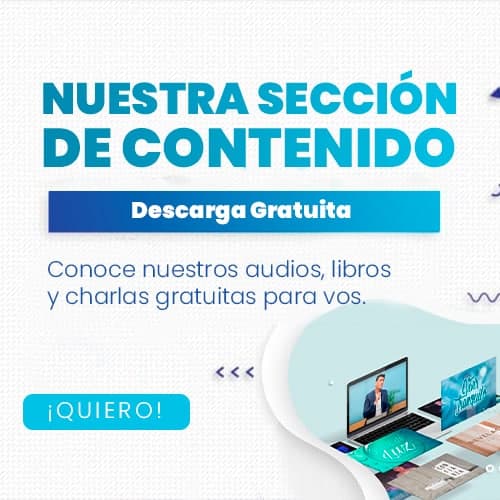 NUESTRA SECCIÓN
DE CONTENIDO
Descarga Gratuita
Conoce nuestros audios, libros
y charlas gratuitas para vos.
¡QUIERO!